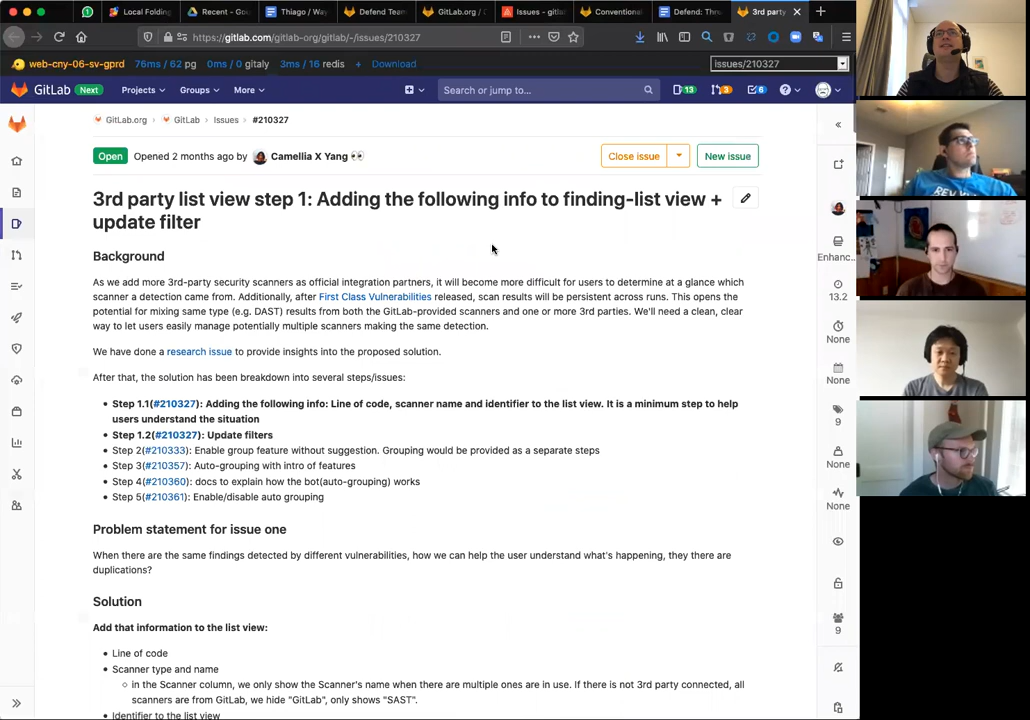 Local Folding
Recent - Goo
Thiago / Way
Defend Team
GitLab.org / G
Issues - gitla
Conventional
Defend: Thre
3rd party
https://gitlab.com/gitlab-org/gitlab/-/issues/210327
web-cny-06-sv-gprd 76ms / 62 pg 0ms / 0 gitaly 3ms / 16 redis + Download
issues/210327
GitLab Next Projects Groups More Search or jump to... 13 3 6
GitLab.org › GitLab › Issues › #210327
Open Opened 2 months ago by Camellia X Yang 👀 Close issue New issue
3rd party list view step 1: Adding the following info to finding-list view +
update filter
Background
As we add more 3rd-party security scanners as official integration partners, it will become more difficult for users to determine at a glance which
scanner a detection came from. Additionally, after First Class Vulnerabilities released, scan results will be persistent across runs. This opens the
potential for mixing same type (e.g. DAST) results from both the GitLab-provided scanners and one or more 3rd parties. We'll need a clean, clear
way to let users easily manage potentially multiple scanners making the same detection.
We have done a research issue to provide insights into the proposed solution.
After that, the solution has been breakdown into several steps/issues:
• Step 1.1(#210327): Adding the following info: Line of code, scanner name and identifier to the list view. It is a minimum step to help
users understand the situation
• Step 1.2(#210327): Update filters
• Step 2(#210333): Enable group feature without suggestion. Grouping would be provided as a separate steps
• Step 3(#210357): Auto-grouping with intro of features
• Step 4(#210360): docs to explain how the bot(auto-grouping) works
• Step 5(#210361): Enable/disable auto grouping
Problem statement for issue one
When there are the same findings detected by different vulnerabilities, how we can help the user understand what's happening, they there are
duplications?
Solution
Add that information to the list view:
• Line of code
• Scanner type and name
○ in the Scanner column, we only show the Scanner's name when there are multiple ones are in use. If there is not 3rd party connected, all
scanners are from GitLab, we hide "GitLab", only shows "SAST".
• Identifier to the list view
Enhanc...
13.2
None
None
9
None
None
9